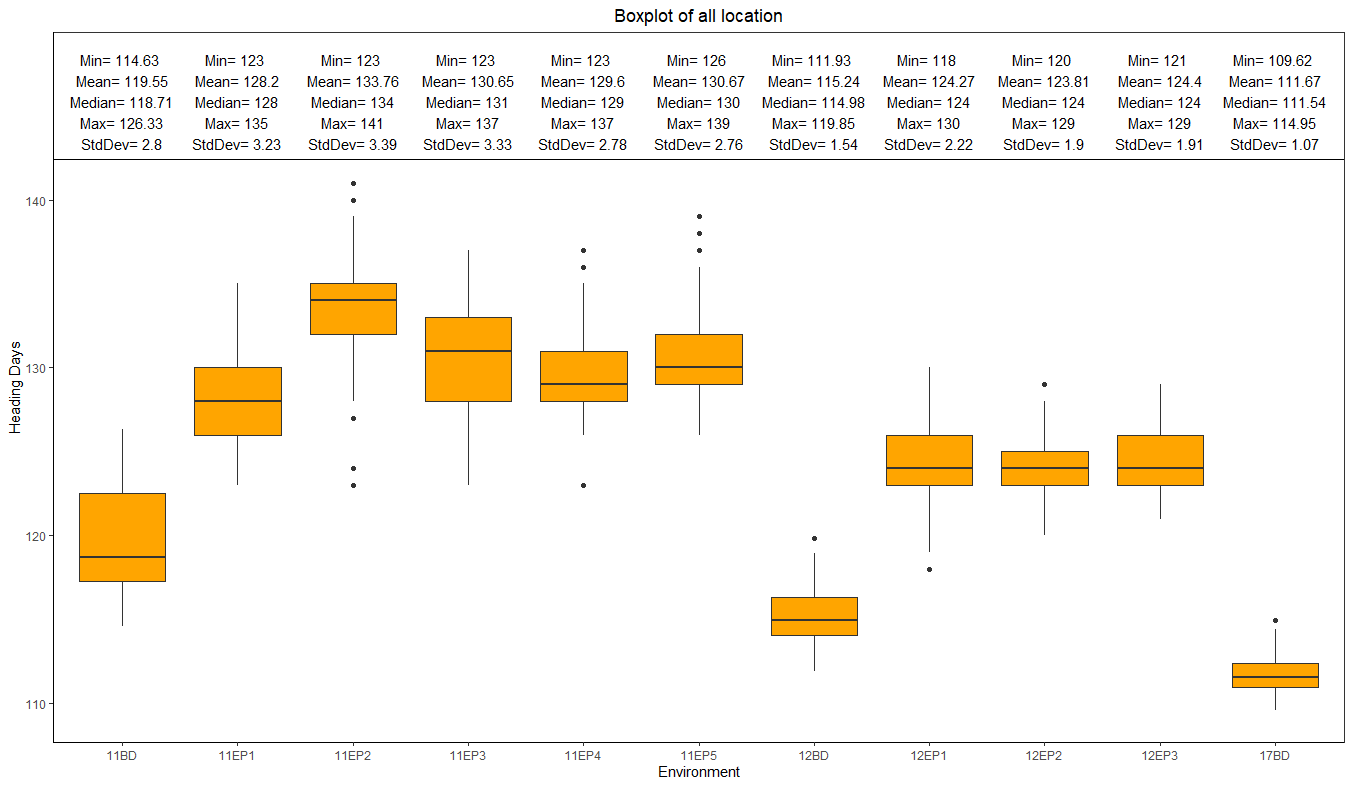 Boxplot of all location
Min= 114.63 Min= 123 Min= 123 Min= 123 Min= 123 Min= 126 Min= 111.93 Min= 118 Min= 120 Min= 121 Min= 109.62
Mean= 119.55 Mean= 128.2 Mean= 133.76 Mean= 130.65 Mean= 129.6 Mean= 130.67 Mean= 115.24 Mean= 124.27 Mean= 123.81 Mean= 124.4 Mean= 111.67
Median= 118.71 Median= 128 Median= 134 Median= 131 Median= 129 Median= 130 Median= 114.98 Median= 124 Median= 124 Median= 124 Median= 111.54
Max= 126.33 Max= 135 Max= 141 Max= 137 Max= 137 Max= 139 Max= 119.85 Max= 130 Max= 129 Max= 129 Max= 114.95
StdDev= 2.8 StdDev= 3.23 StdDev= 3.39 StdDev= 3.33 StdDev= 2.78 StdDev= 2.76 StdDev= 1.54 StdDev= 2.22 StdDev= 1.9 StdDev= 1.91 StdDev= 1.07
140
130
120
110
Heading Days
11BD 11EP1 11EP2 11EP3 11EP4 11EP5 12BD 12EP1 12EP2 12EP3 17BD
Environment